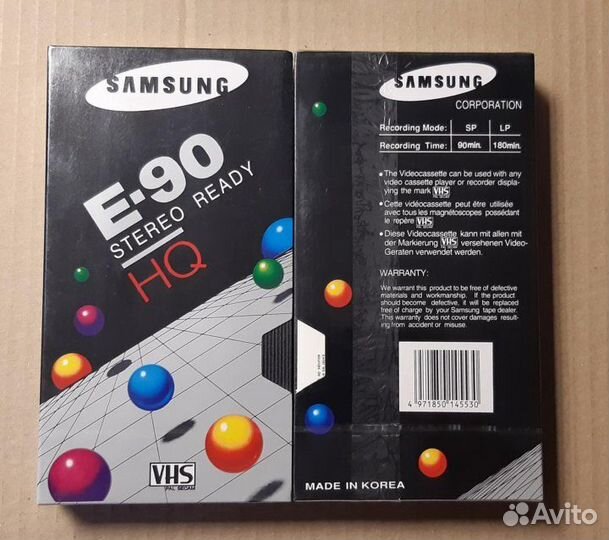 SAMSUNG
E-90
STEREO READY
HQ
VHS
SAMSUNG
CORPORATION
Recording Mode: SP LP
Recording Time: 90min. 180min.
• The Videocassette can be used with any
video cassette player or recorder displa-
ying the mark VHS
• Cette vidéocassette peut être utilisée
avec tous les magnétoscopes possédant
le repère VHS
• Diese Videocassette kann mit allen mit
der Markierung VHS versehenen Video-
Geraten verwendet werden.
WARRANTY:
We warrant this product to be free of defective
materials and workmanship. If the product
should become defective, it will be replaced
free of charge by your Samsung tape dealer.
This warranty does not cover damages result-
ing from accident or misuse.
4 971850 145530
MADE IN KOREA
Avito